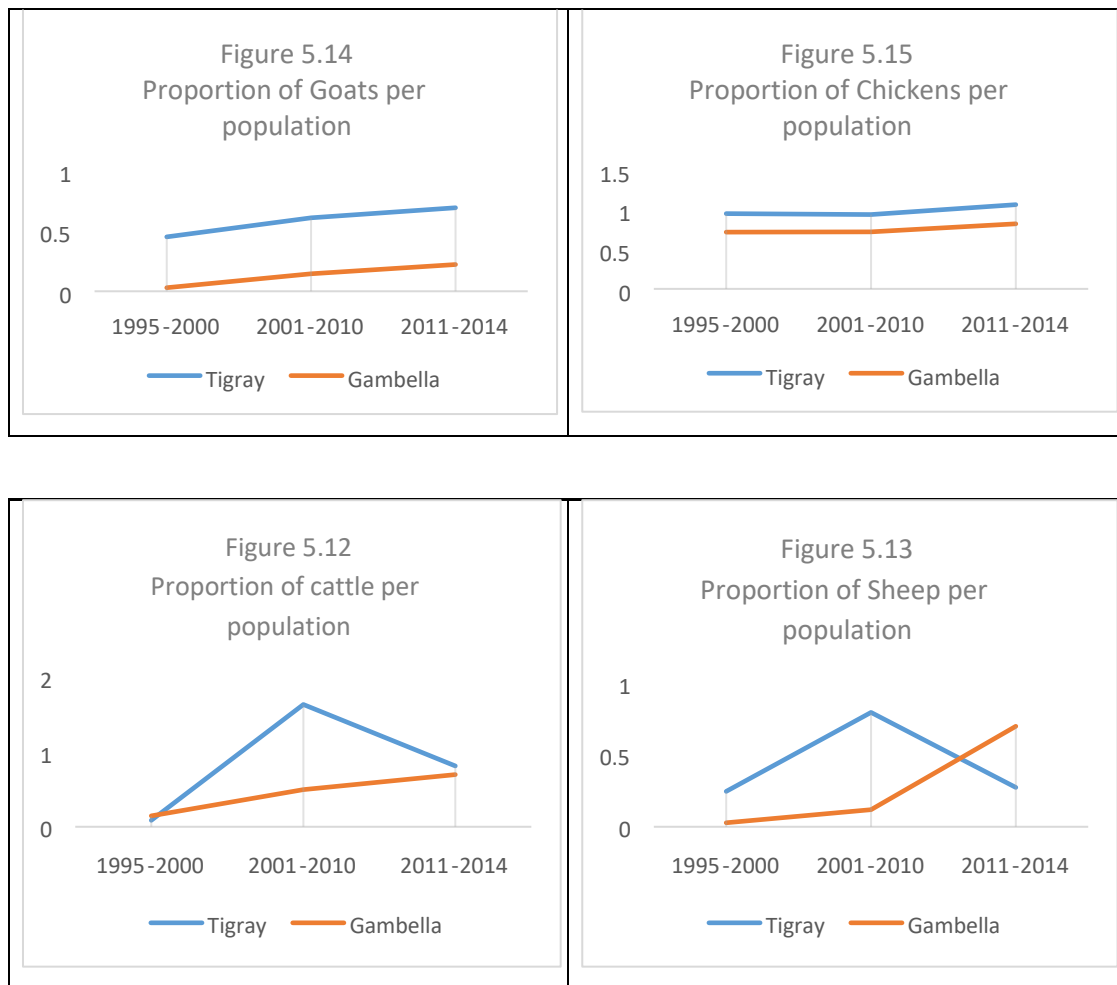 Figure 5.14
Proportion of Goats per
population
1
0.5
0
1995-2000 2001-2010 2011-2014
Tigray Gambella
Figure 5.15
Proportion of Chickens per
population
1.5
1
0.5
0
1995-2000 2001-2010 2011-2014
Tigray Gambella
Figure 5.12
Proportion of cattle per
population
2
1
0
1995-2000 2001-2010 2011-2014
Tigray Gambella
Figure 5.13
Proportion of Sheep per
population
1
0.5
0
1995-2000 2001-2010 2011-2014
Tigray Gambella